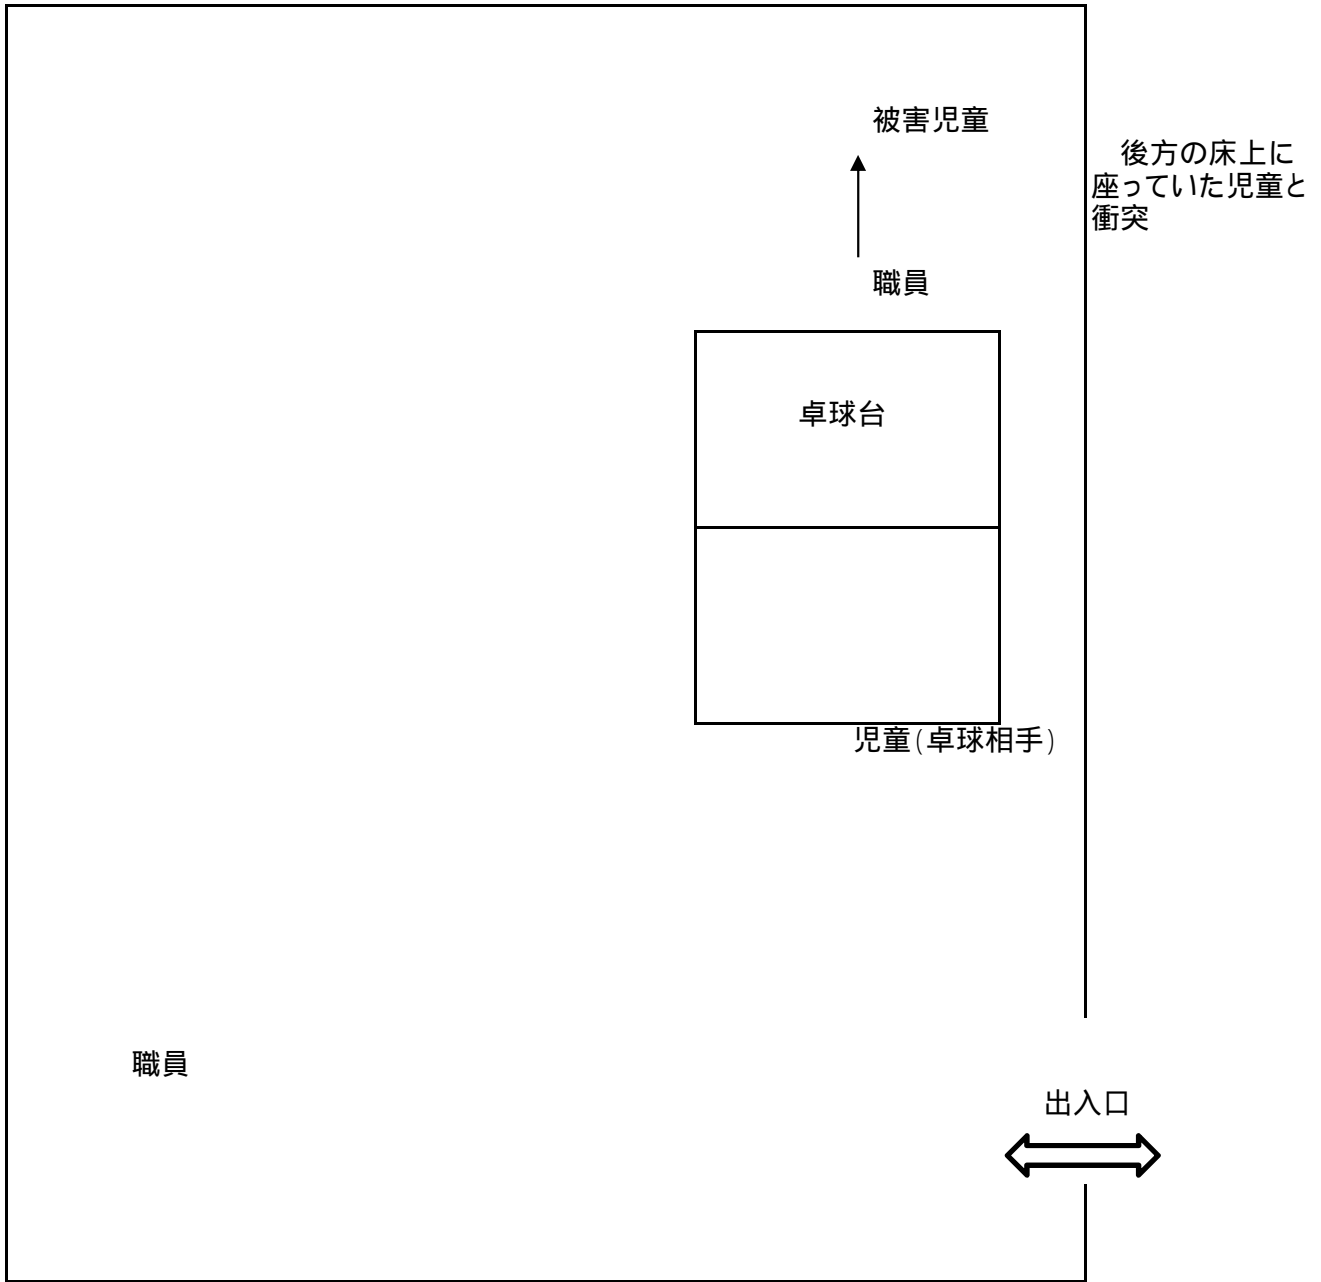 被害児童
　後方の床上に
座っていた児童と
衝突
職員
卓球台
児童(卓球相手)
職員
出入口